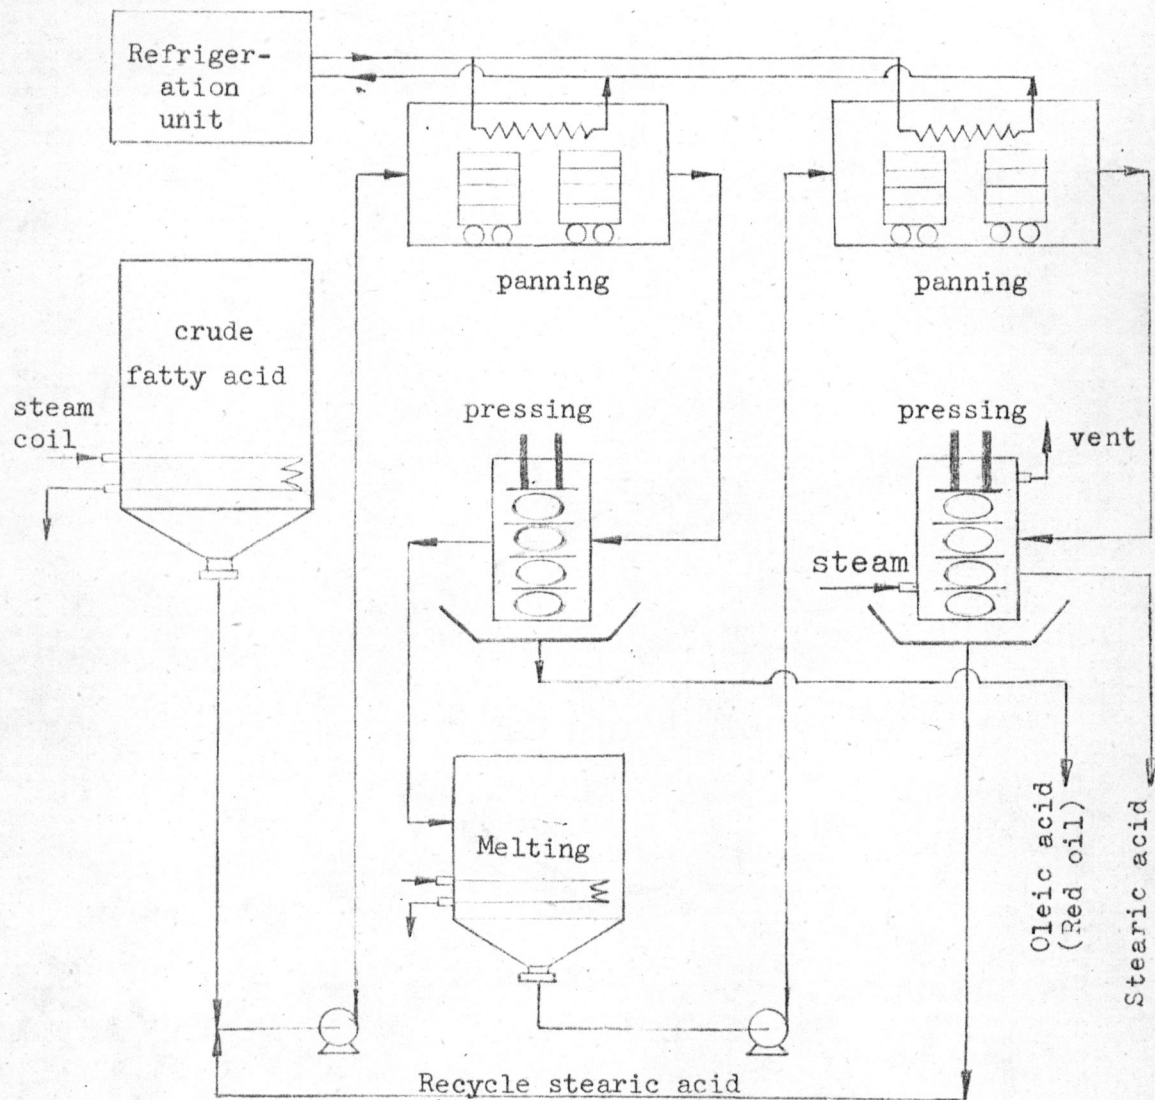 Refriger-
ation
unit
panning
panning
crude
fatty acid
steam
coil
pressing
pressing
vent
steam
Melting
Oleic acid
(Red oil)
Stearic acid
Recycle stearic acid